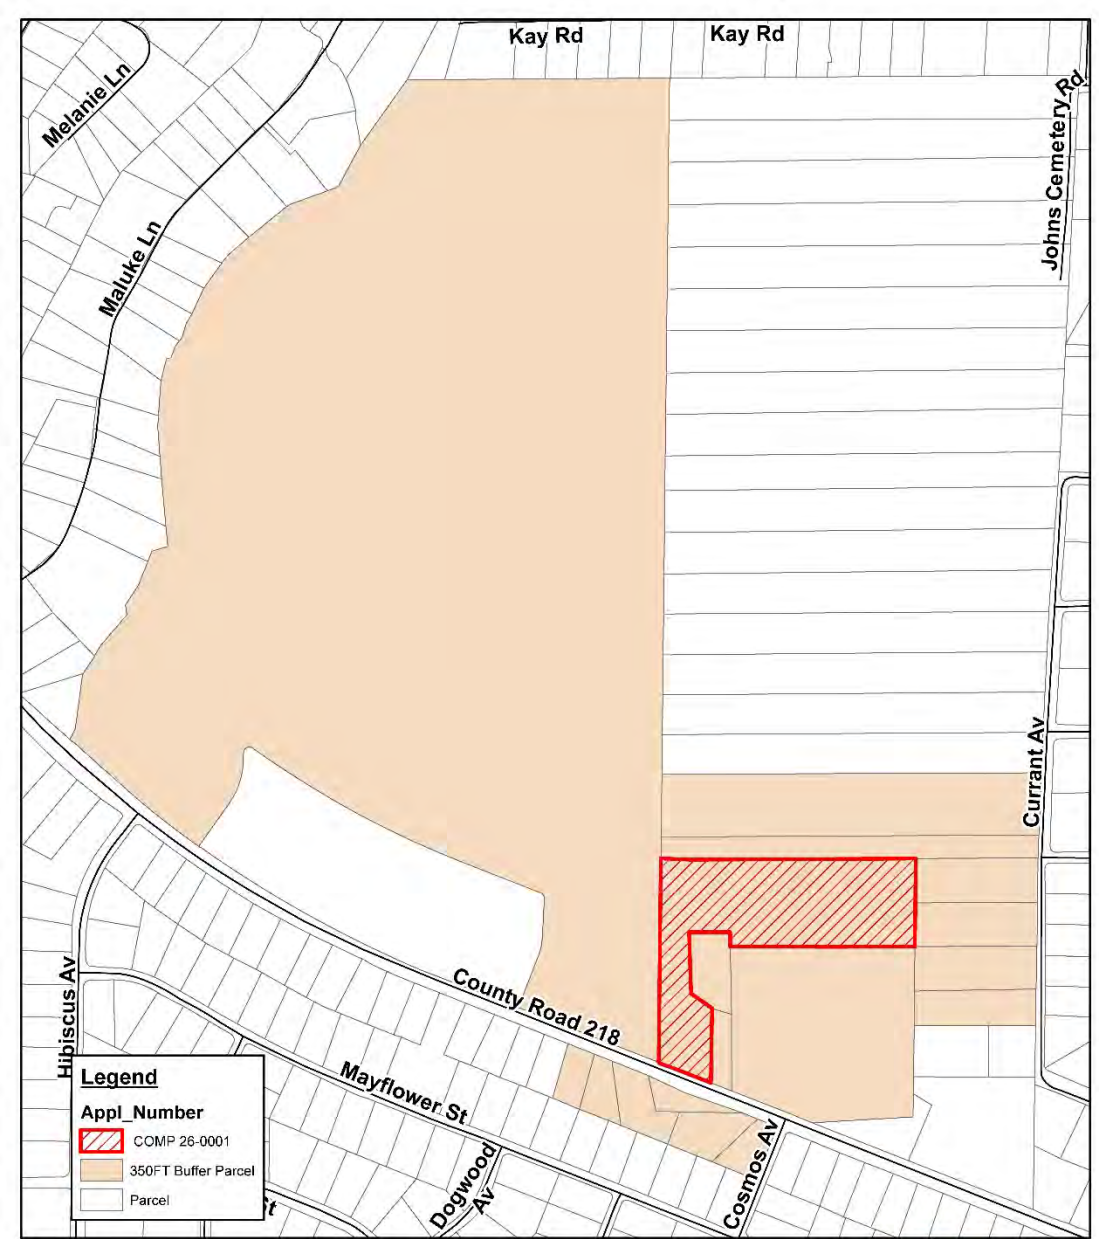 Kay Rd
Kay Rd
Melanie Ln
Johns Cemetery Rd
Maluke Ln
Currant Av
County Road 218
Hibiscus Av
Mayflower St
Dogwood
Av
Cosmos Av
Legend
Appl_Number
COMP 26-0001
350FT Buffer Parcel
Parcel
St